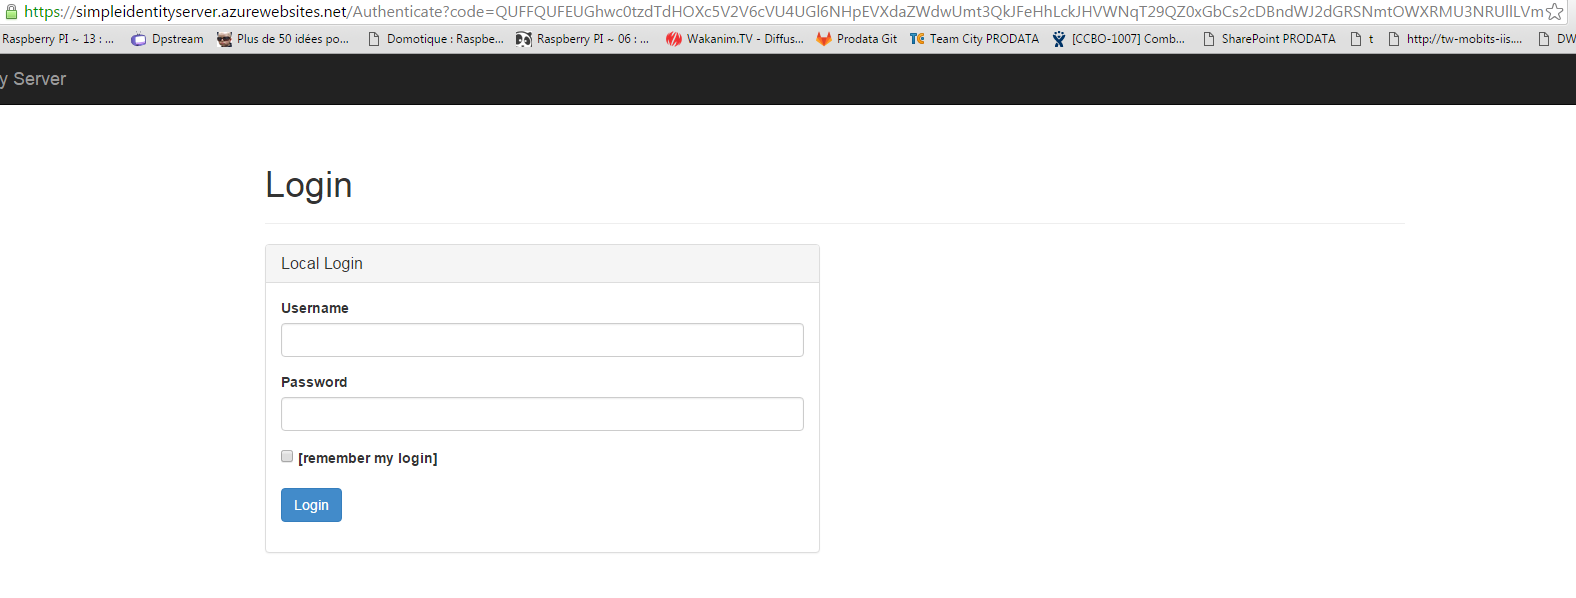 https://simpleidentityserver.azurewebsites.net/Authenticate?code=QUFFQUFEUGhwc0tzdTdHOXc5V2V6cVU4UGl6NHpEVXdaZWdwUmt3QkJFeHhLckJHVWNqT29QZ0xGbCs2cDBndWJ2dGRSNmtOWXRMU3NRUllLVm
Raspberry PI ~ 13 : ... Dpstream Plus de 50 idées po... Domotique : Raspbe... Raspberry PI ~ 06 : ... Wakanim.TV - Diffus... Prodata Git Team City PRODATA [CCBO-1007] Comb... SharePoint PRODATA t http://tw-mobits-iis.... DW
y Server
Login
Local Login
Username
Password
[remember my login]
Login